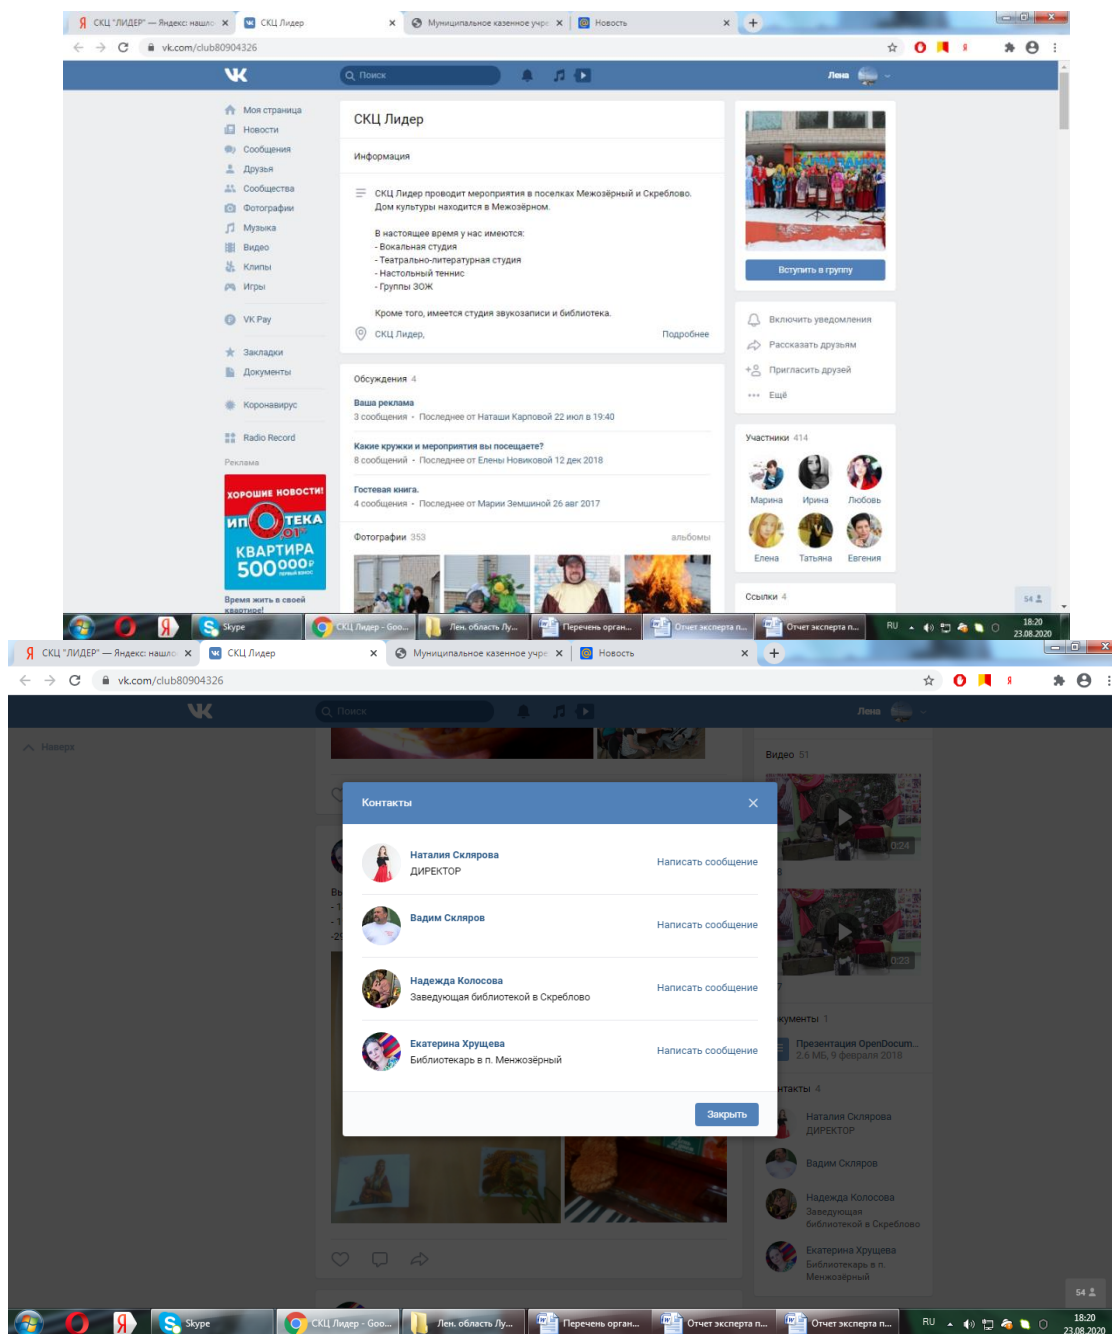 СКЦ "ЛИДЕР" — Яндекс: нашло
СКЦ Лидер
Муниципальное казенное учре
Новость
vk.com/club80904326
Поиск
Лена
Моя страница
Новости
Сообщения
Друзья
Сообщества
Фотографии
Музыка
Видео
Клипы
Игры
VK Pay
Закладки
Документы
Коронавирус
Radio Record
Реклама
ХОРОШИЕ НОВОСТИ!
ИПОТЕКА
КВАРТИРА
500 000 ₽
Время жить в своей
квартире!
СКЦ Лидер
Информация
СКЦ Лидер проводит мероприятия в поселках Межозёрный и Скреблово.
Дом культуры находится в Межозёрном.
В настоящее время у нас имеются:
- Вокальная студия
- Театрально-литературная студия
- Настольный теннис
- Группы ЗОЖ
Кроме того, имеется студия звукозаписи и библиотека.
СКЦ Лидер, Подробнее
Обсуждения 4
Ваша реклама
3 сообщения · Последнее от Наташи Карповой 22 июл в 19:40
Какие кружки и мероприятия вы посещаете?
8 сообщений · Последнее от Елены Новиковой 12 дек 2018
Гостевая книга.
4 сообщения · Последнее от Марии Земшиной 26 авг 2017
Фотографии 353 альбомы
Вступить в группу
Включить уведомления
Рассказать друзьям
Пригласить друзей
Ещё
Участники 414
Марина Ирина Любовь
Елена Татьяна Евгения
Ссылки 4
54
Skype
СКЦ Лидер - Goo...
Лен. область Лу...
Перечень орган...
Отчет эксперта п...
Отчет эксперта п...
RU
18:20
23.08.2020
СКЦ "ЛИДЕР" — Яндекс: нашло
СКЦ Лидер
Муниципальное казенное учре
Новость
vk.com/club80904326
Поиск
Лена
Наверх
Контакты
Наталия Склярова
ДИРЕКТОР
Написать сообщение
Вадим Скляров
Написать сообщение
Надежда Колосова
Заведующая библиотекой в Скреблово
Написать сообщение
Екатерина Хрущева
Библиотекарь в п. Менжозёрный
Написать сообщение
Закрыть
Видео 51
0:24
0:23
Презентация OpenDocum...
2.6 МБ, 9 февраля 2018
Наталия Склярова
ДИРЕКТОР
Вадим Скляров
Надежда Колосова
Заведующая
библиотекой в Скреблово
Екатерина Хрущева
Библиотекарь в п.
Менжозёрный
54
Skype
СКЦ Лидер - Goo...
Лен. область Лу...
Перечень орган...
Отчет эксперта п...
Отчет эксперта п...
RU
18:20
23.08.2020